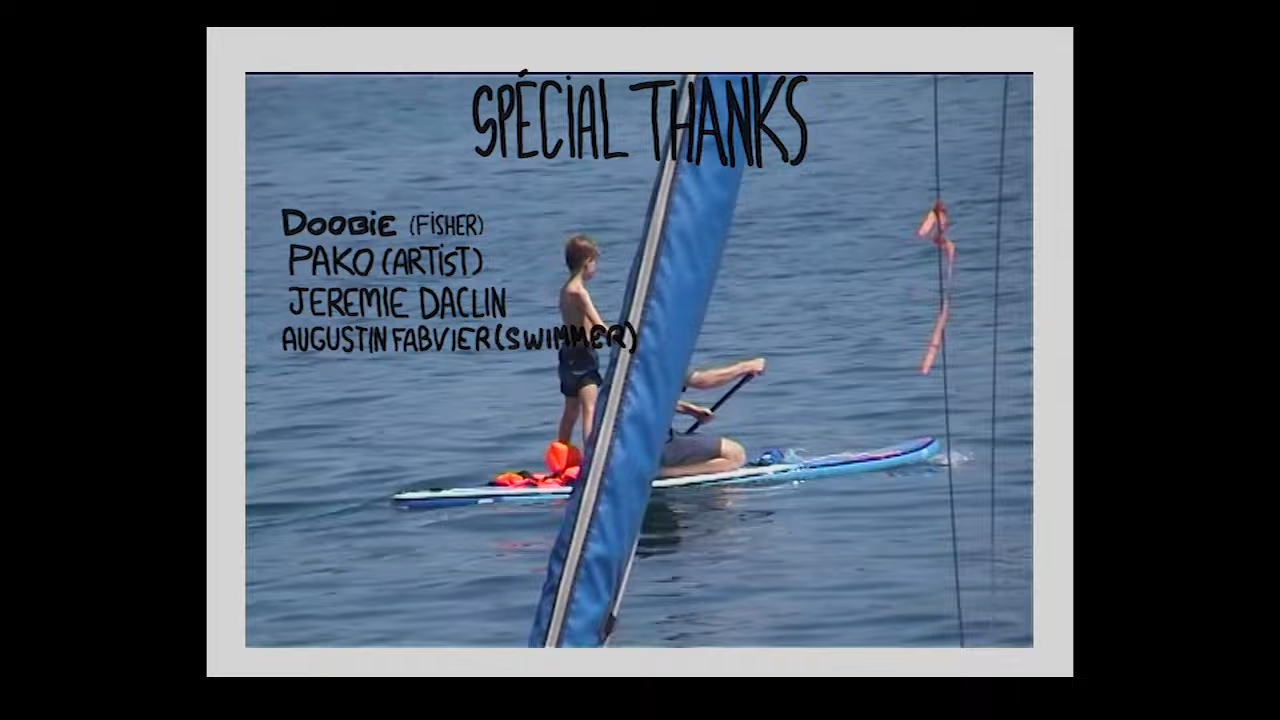 SPÉCiAL THANKS
DOOBiE (FiSHER)
PAKO (ARTiST)
JEREMIE DACLIN
AUGUSTIN FABVIER (SWIMMER)